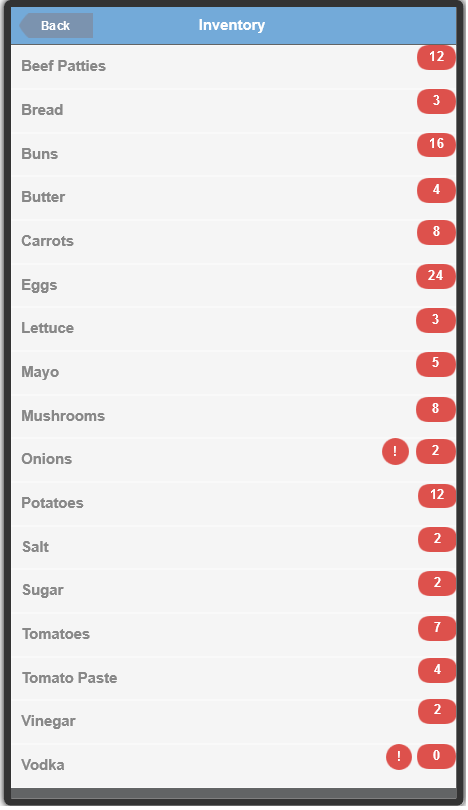 Back Inventory
Beef Patties 12
Bread 3
Buns 16
Butter 4
Carrots 8
Eggs 24
Lettuce 3
Mayo 5
Mushrooms 8
Onions ! 2
Potatoes 12
Salt 2
Sugar 2
Tomatoes 7
Tomato Paste 4
Vinegar 2
Vodka ! 0